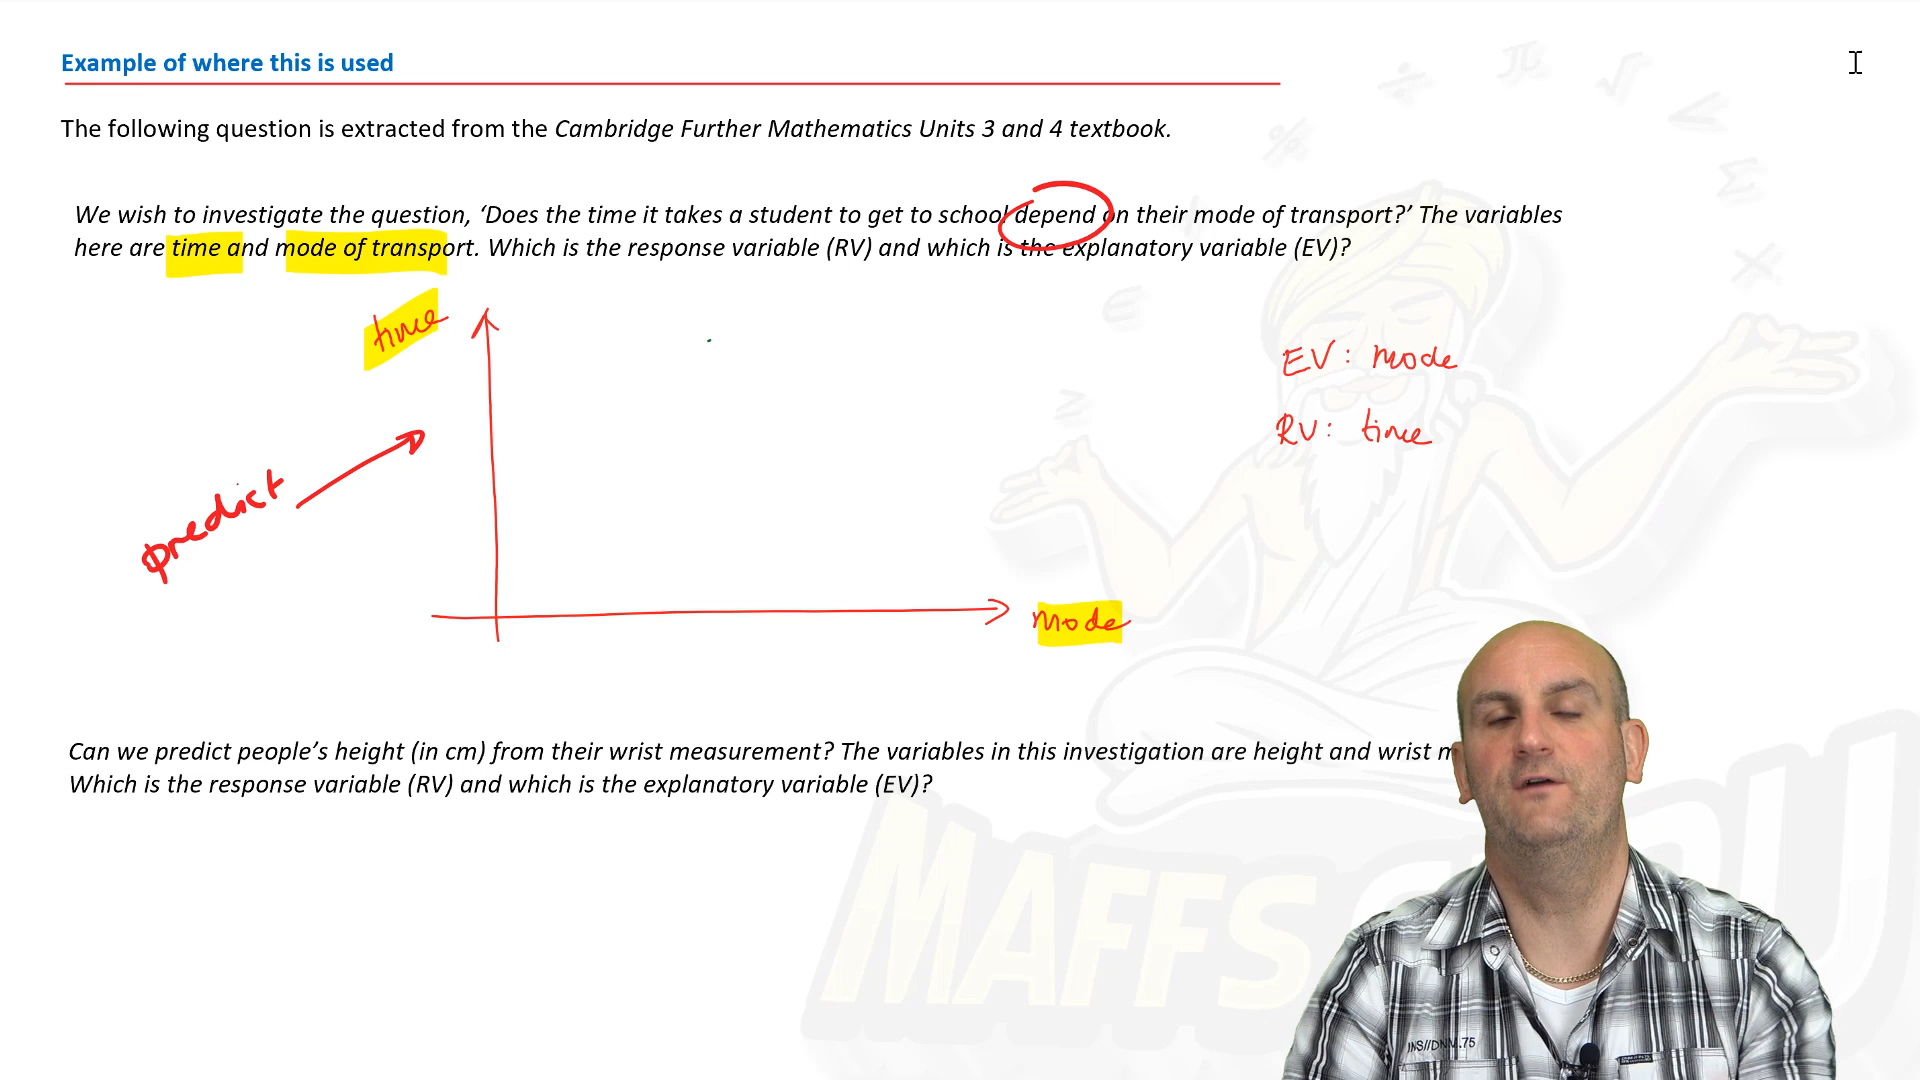 Example of where this is used
The following question is extracted from the Cambridge Further Mathematics Units 3 and 4 textbook.
We wish to investigate the question, ‘Does the time it takes a student to get to school depend on their mode of transport?’ The variables
here are time and mode of transport. Which is the response variable (RV) and which is the explanatory variable (EV)?
time
EV: mode
RV: time
predict
mode
Can we predict people’s height (in cm) from their wrist measurement? The variables in this investigation are height and wrist m
Which is the response variable (RV) and which is the explanatory variable (EV)?
MAFFS
INS//DNV.75